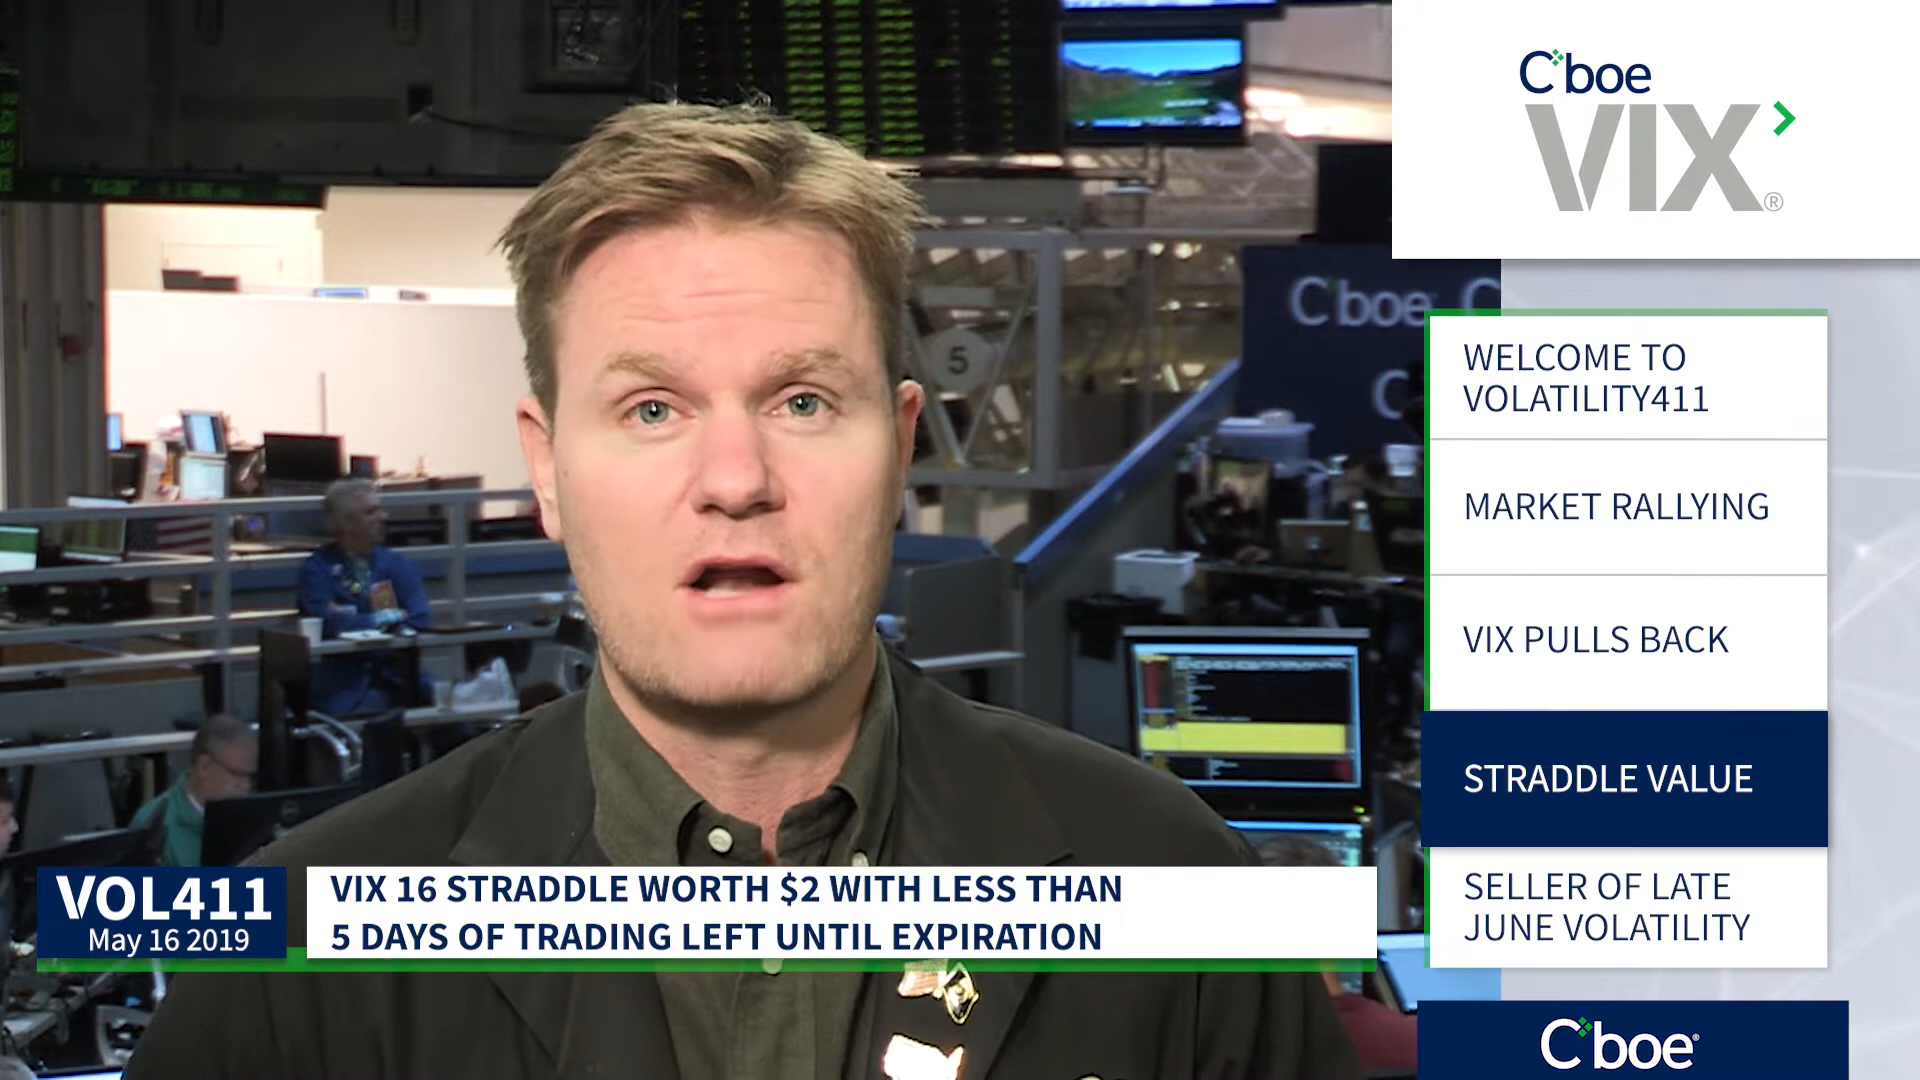 Cboe
VIX®
Cboe
5
WELCOME TO
VOLATILITY411
MARKET RALLYING
VIX PULLS BACK
STRADDLE VALUE
SELLER OF LATE
JUNE VOLATILITY
VOL411
May 16 2019
VIX 16 STRADDLE WORTH $2 WITH LESS THAN
5 DAYS OF TRADING LEFT UNTIL EXPIRATION
Cboe®